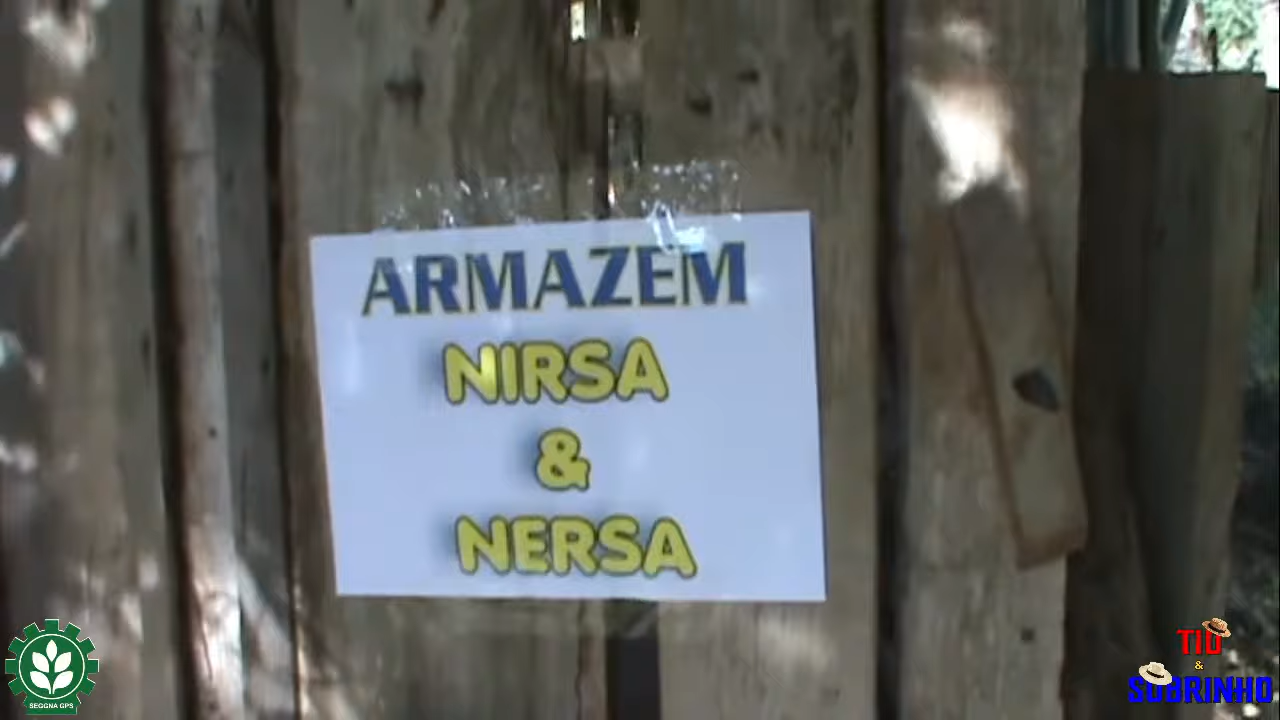 ARMAZEM
NIRSA
&
NERSA
SEGGNA GPS
TIO
&
SOBRINHO